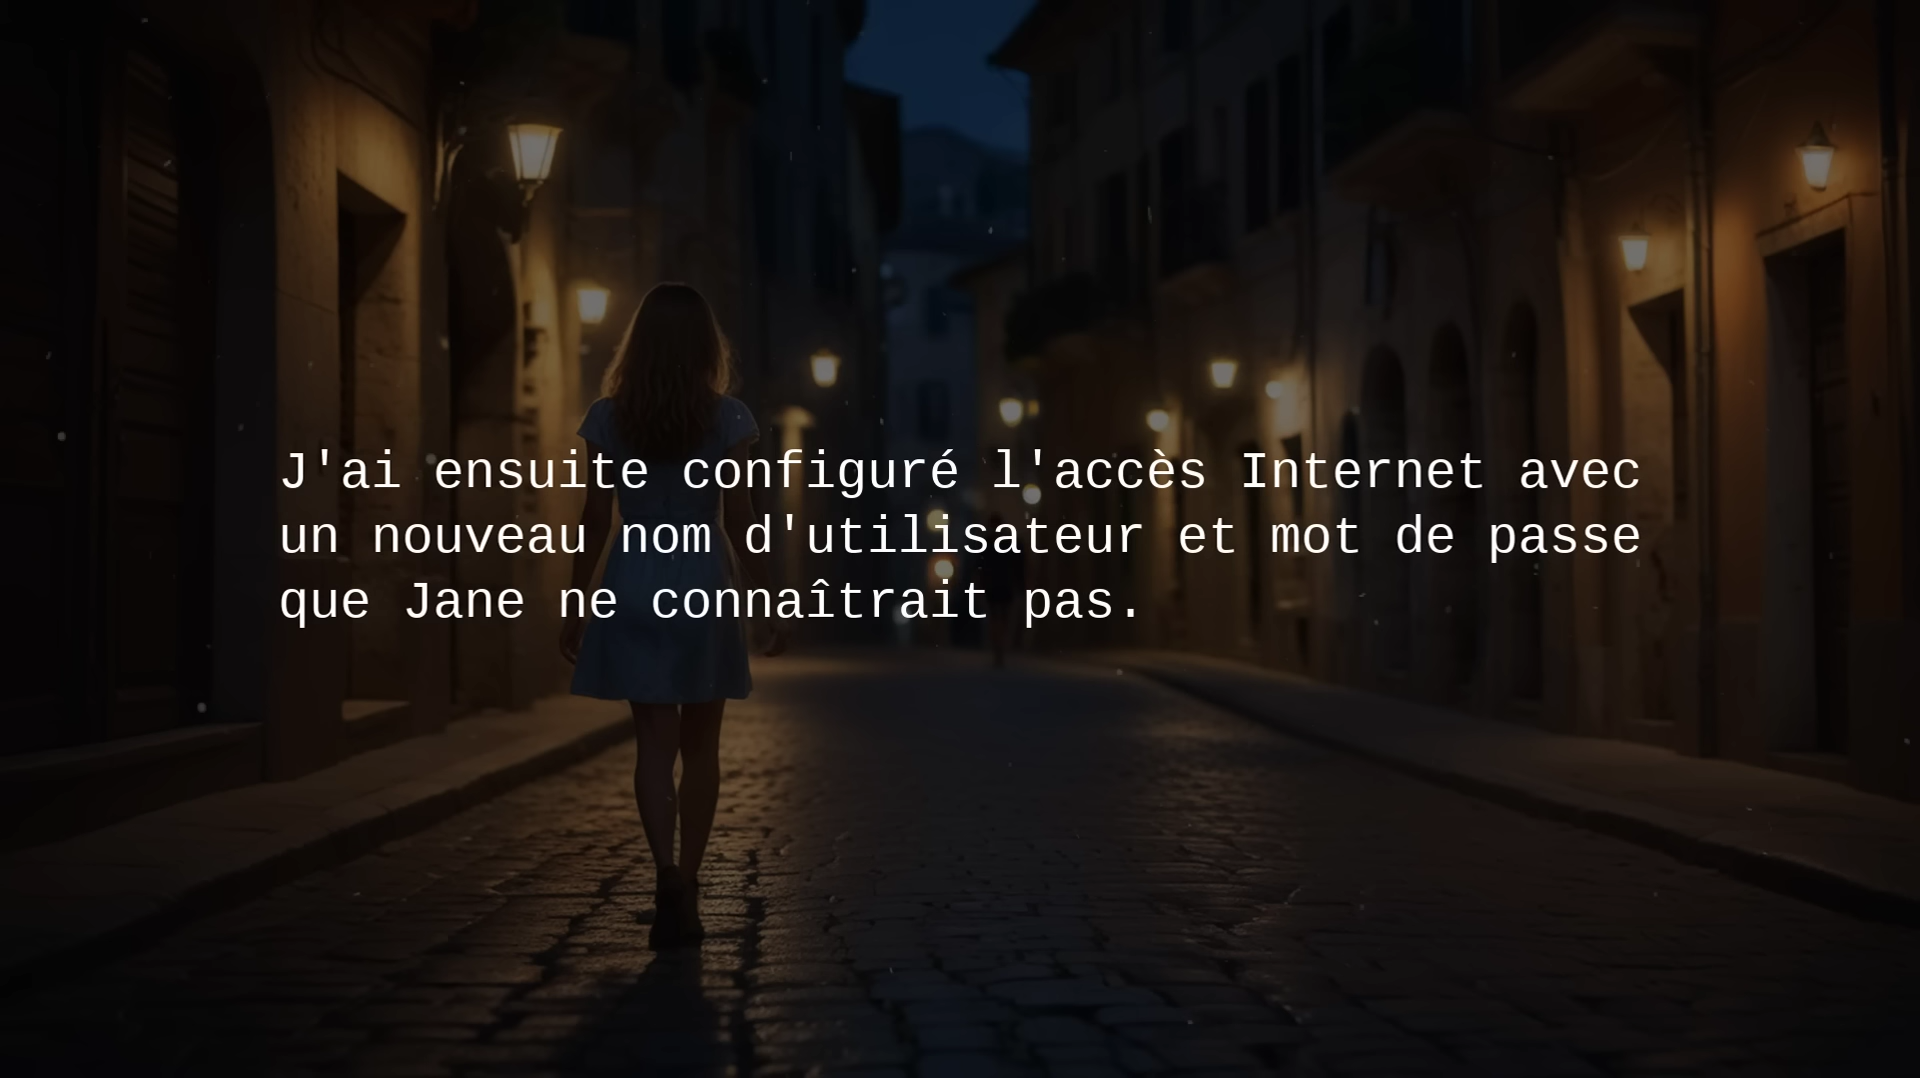 J'ai ensuite configuré l'accès Internet avec
un nouveau nom d'utilisateur et mot de passe
que Jane ne connaîtrait pas.